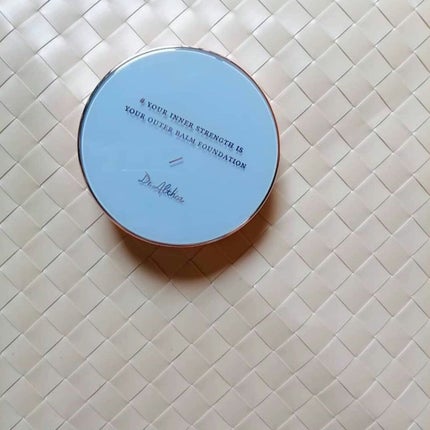 # YOUR INNER STRENGTH IS
YOUR OUTER BALM FOUNDATION
Dr. Althea